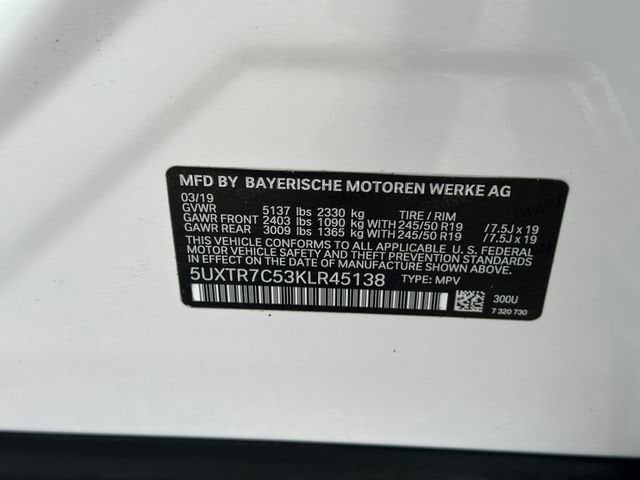 MFD BY BAYERISCHE MOTOREN WERKE AG
03/19
GVWR 5137 lbs 2330 kg TIRE / RIM
GAWR FRONT 2403 lbs 1090 kg WITH 245/50 R19 / 7.5J x 19
GAWR REAR 3009 lbs 1365 kg WITH 245/50 R19 / 7.5J x 19
THIS VEHICLE CONFORMS TO ALL APPLICABLE U. S. FEDERAL
MOTOR VEHICLE SAFETY, BUMPER, AND THEFT PREVENTION
STANDARDS IN EFFECT ON THE DATE OF MANUFACTURE SHOWN ABOVE.
5UXTR7C53KLR45138 TYPE: MPV
300U
7 320 730